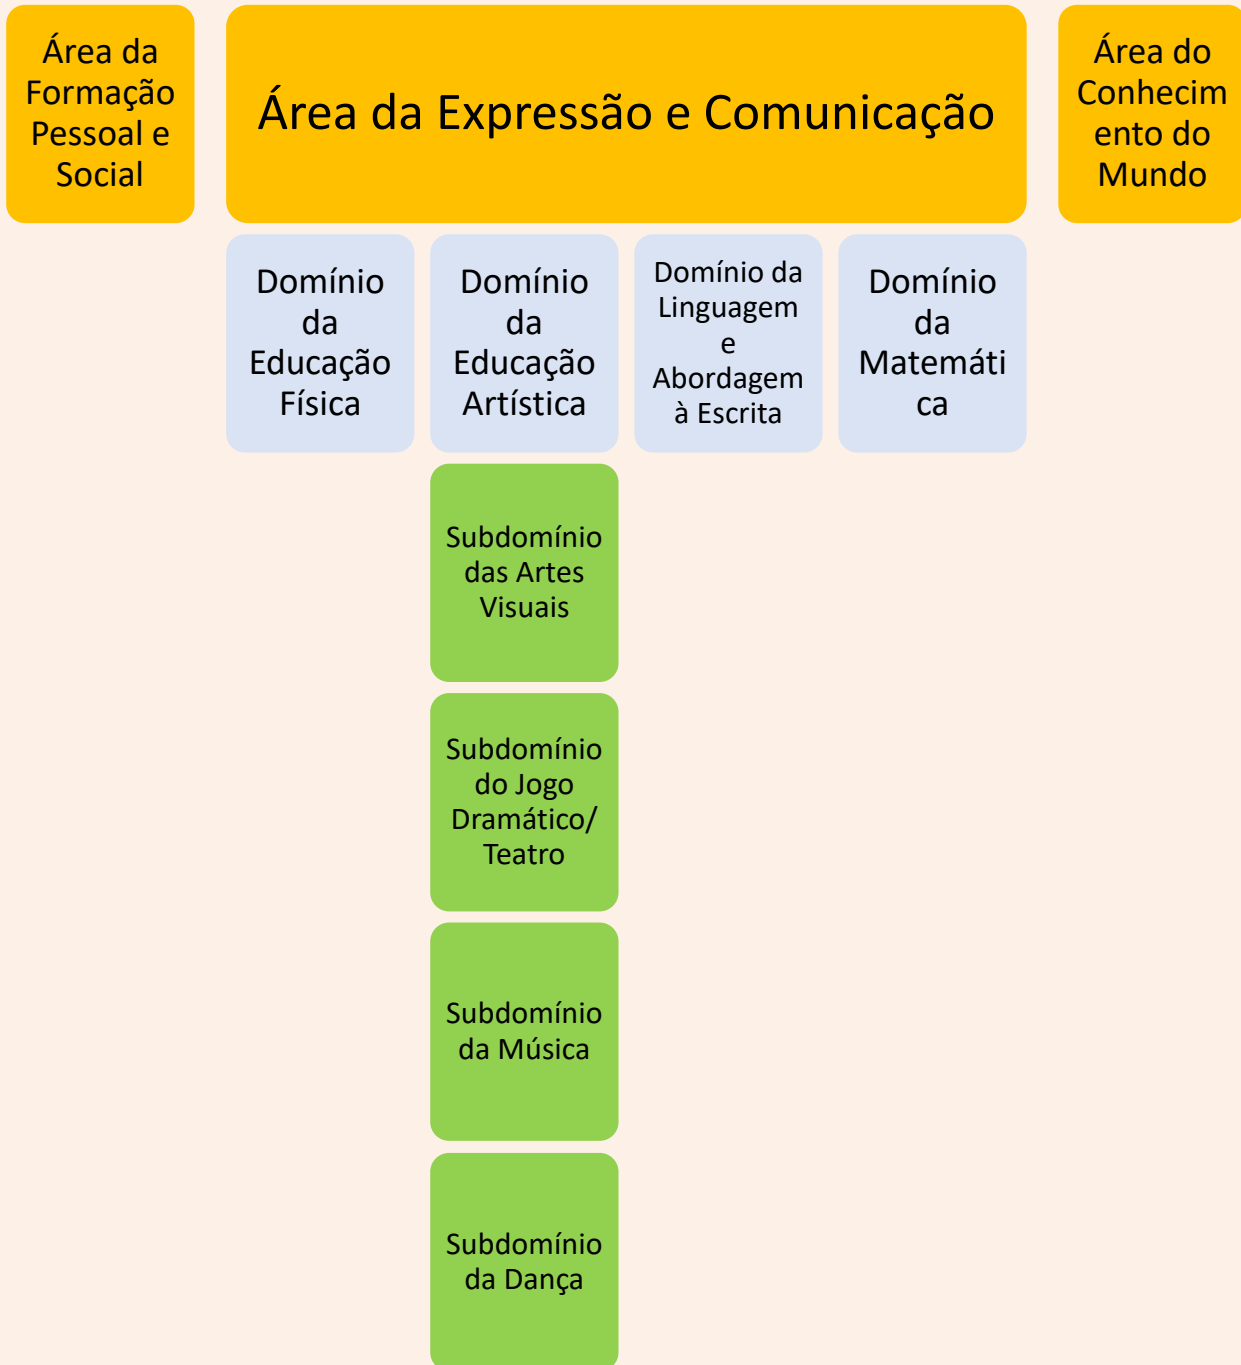 Área da
Formação
Pessoal e
Social
Área da Expressão e Comunicação
Área do
Conhecim
ento do
Mundo
Domínio
da
Educação
Física
Domínio
da
Educação
Artística
Domínio da
Linguagem
e
Abordagem
à Escrita
Domínio
da
Matemáti
ca
Subdomínio
das Artes
Visuais
Subdomínio
do Jogo
Dramático/
Teatro
Subdomínio
da Música
Subdomínio
da Dança